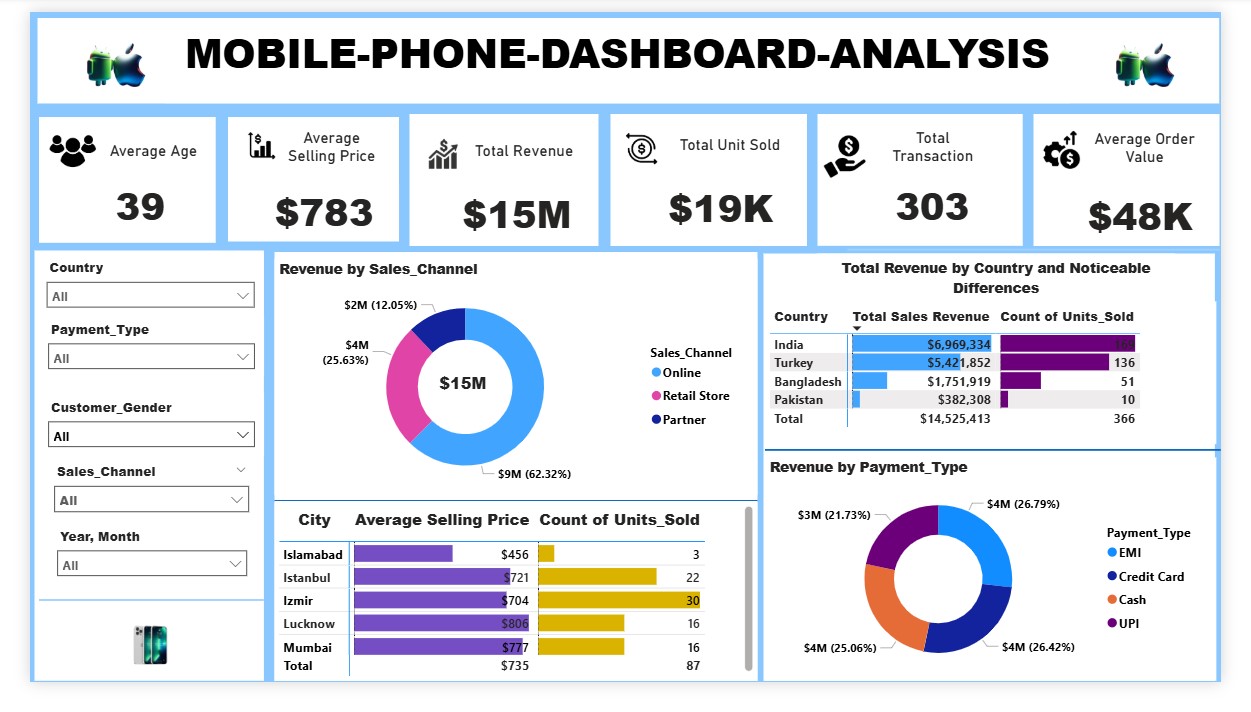 MOBILE-PHONE-DASHBOARD-ANALYSIS
Average Age
39
Average
Selling Price
$783
Total Revenue
$15M
Total Unit Sold
$19K
Total
Transaction
303
Average Order
Value
$48K
Country
All
Payment_Type
All
Customer_Gender
All
Sales_Channel
All
Year, Month
All
Revenue by Sales_Channel
$2M (12.05%)
$4M
(25.63%)
$15M
$9M (62.32%)
Sales_Channel
Online
Retail Store
Partner
City Average Selling Price Count of Units_Sold
Islamabad $456 3
Istanbul $721 22
Izmir $704 30
Lucknow $806 16
Mumbai $777 16
Total $735 87
Total Revenue by Country and Noticeable
Differences
Country Total Sales Revenue Count of Units_Sold
India $6,969,334 169
Turkey $5,421,852 136
Bangladesh $1,751,919 51
Pakistan $382,308 10
Total $14,525,413 366
Revenue by Payment_Type
$3M (21.73%)
$4M (26.79%)
$4M (25.06%)
$4M (26.42%)
Payment_Type
EMI
Credit Card
Cash
UPI